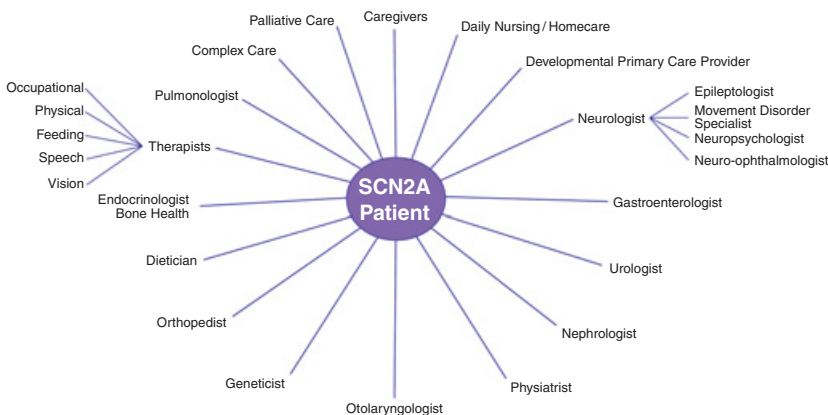 Palliative Care
Caregivers
Daily Nursing / Homecare
Complex Care
Developmental Primary Care Provider
Occupational
Physical
Feeding
Speech
Vision
Pulmonologist
Therapists
Neurologist
Epileptologist
Movement Disorder
Specialist
Neuropsychologist
Neuro-ophthalmologist
SCN2A
Patient
Endocrinologist
Bone Health
Gastroenterologist
Dietician
Urologist
Orthopedist
Nephrologist
Geneticist
Physiatrist
Otolaryngologist